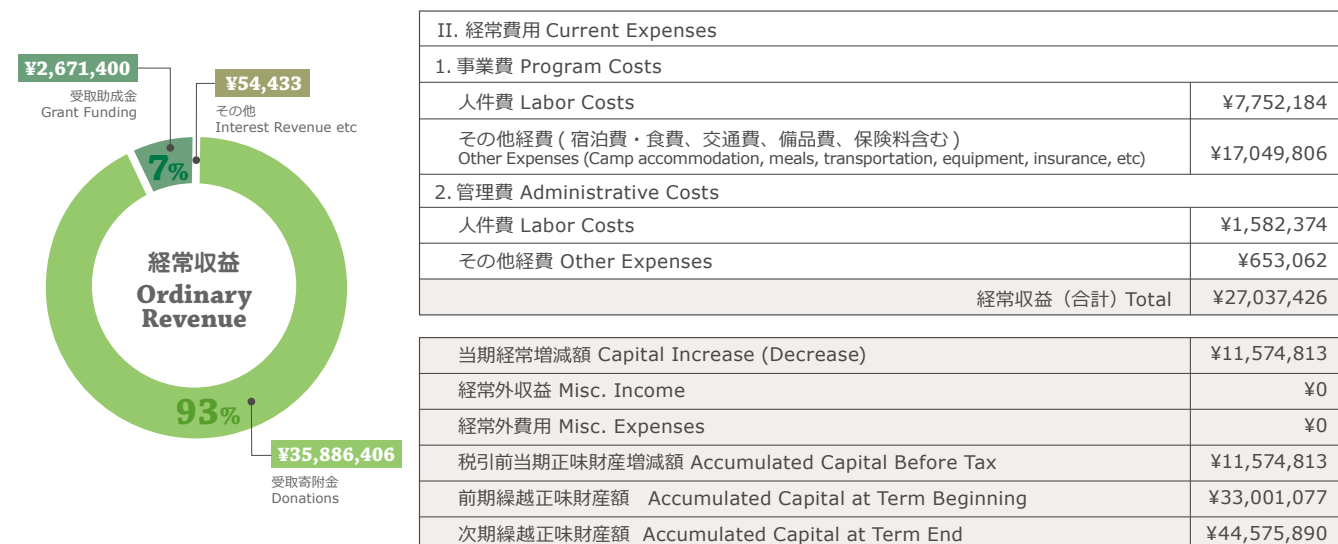 ¥2,671,400
受取助成金
Grant Funding
¥54,433
その他
Interest Revenue etc
7%
経常収益
Ordinary
Revenue
93%
¥35,886,406
受取寄附金
Donations
II. 経常費用 Current Expenses
1. 事業費 Program Costs
人件費 Labor Costs ¥7,752,184
その他経費 ( 宿泊費・食費、交通費、備品費、保険料含む )
Other Expenses (Camp accommodation, meals, transportation, equipment, insurance, etc) ¥17,049,806
2. 管理費 Administrative Costs
人件費 Labor Costs ¥1,582,374
その他経費 Other Expenses ¥653,062
経常収益（合計）Total ¥27,037,426
当期経常増減額 Capital Increase (Decrease) ¥11,574,813
経常外収益 Misc. Income ¥0
経常外費用 Misc. Expenses ¥0
税引前当期正味財産増減額 Accumulated Capital Before Tax ¥11,574,813
前期繰越正味財産額 Accumulated Capital at Term Beginning ¥33,001,077
次期繰越正味財産額 Accumulated Capital at Term End ¥44,575,890